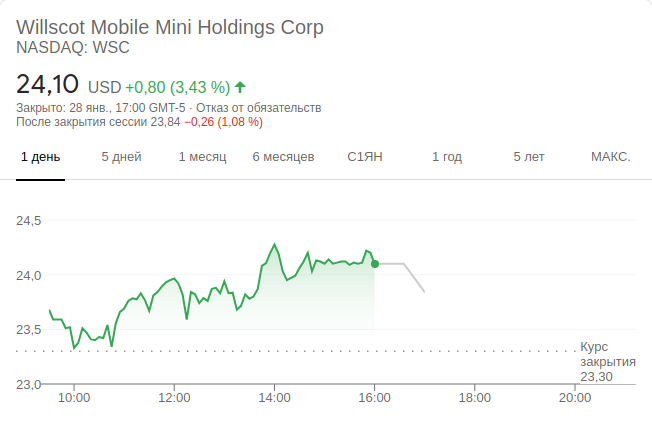 Willscot Mobile Mini Holdings Corp
NASDAQ: WSC
24,10 USD +0,80 (3,43 %)
Закрыто: 28 янв., 17:00 GMT-5 · Отказ от обязательств
После закрытия сессии 23,84 −0,26 (1,08 %)
1 день 5 дней 1 месяц 6 месяцев С1ЯН 1 год 5 лет МАКС.
24,5
24,0
23,5
23,0
Курс
закрытия
23,30
10:00 12:00 14:00 16:00 18:00 20:00